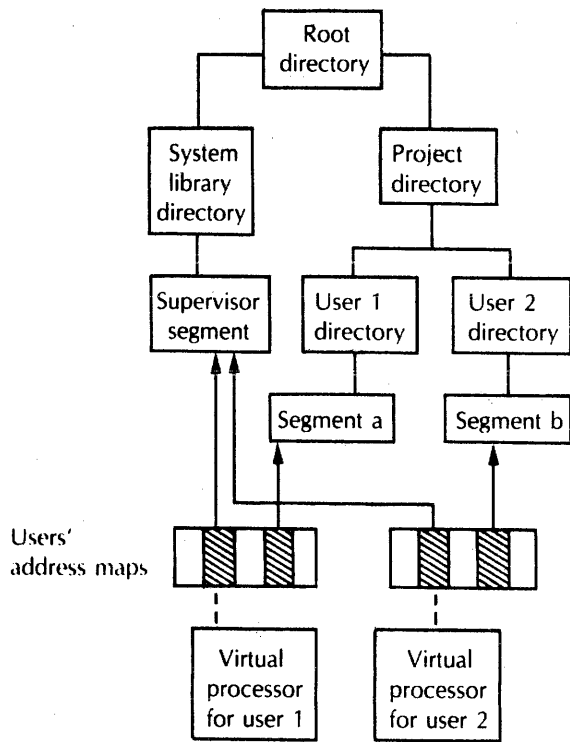 Root
directory
System
library
directory
Project
directory
Supervisor
segment
User 1
directory
User 2
directory
Segment a
Segment b
Users'
address maps
Virtual
processor
for user 1
Virtual
processor
for user 2